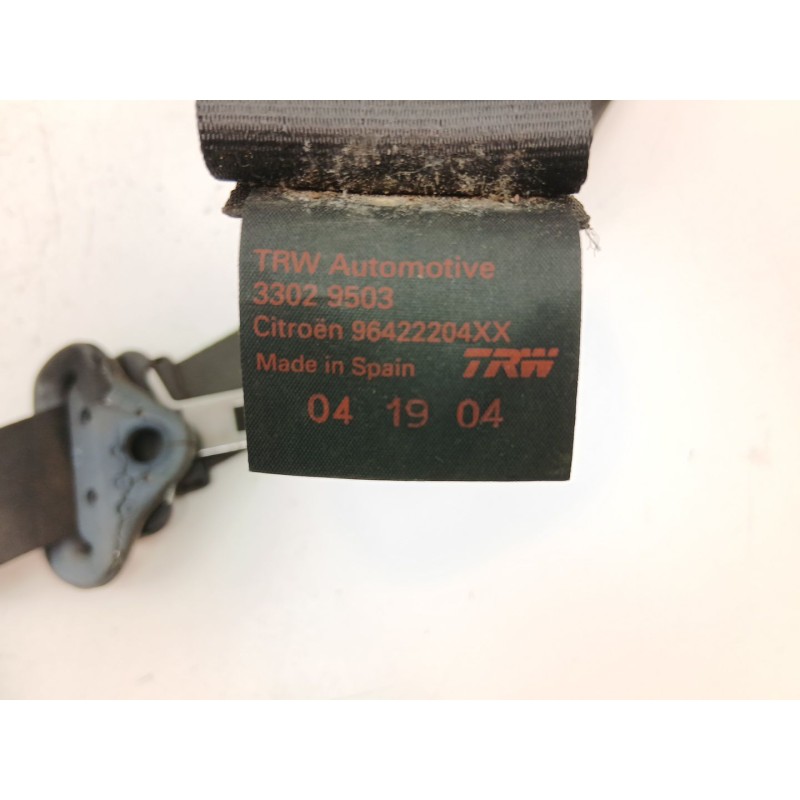 TRW Automotive
3302 9503
Citroën 96422204XX
Made in Spain TRW
04 19 04